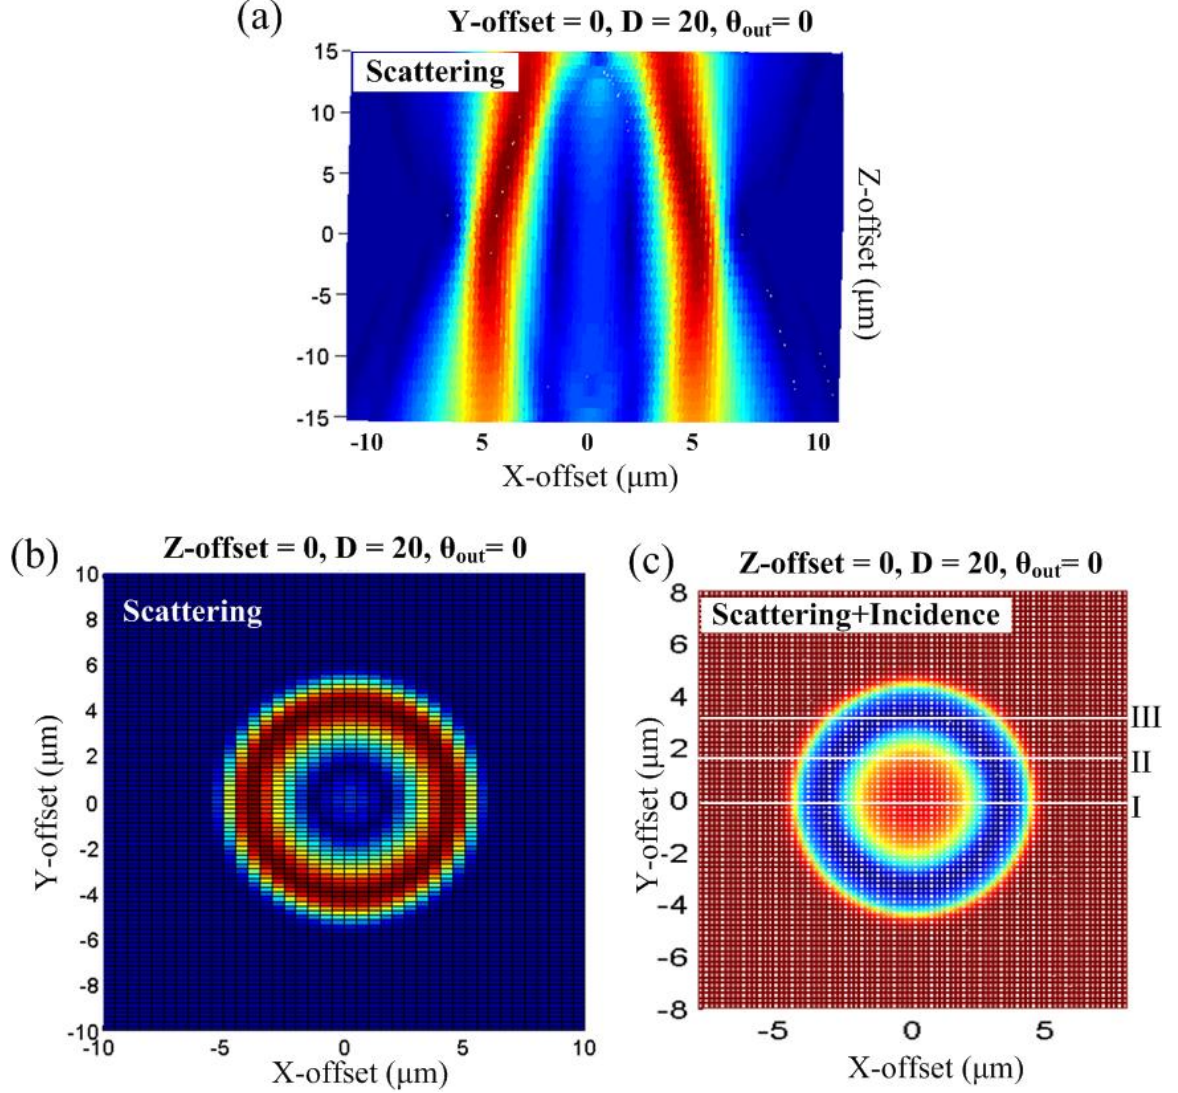 (a)
Y-offset = 0, D = 20, θout= 0
Scattering
15
10
5
0
-5
-10
-15
Z-offset (μm)
-10 5 0 5 10
X-offset (μm)
(b)
Z-offset = 0, D = 20, θout= 0
Scattering
10
8
6
4
2
0
-2
-4
-6
-8
-10
Y-offset (μm)
-10 -5 0 5 10
X-offset (μm)
(c)
Z-offset = 0, D = 20, θout= 0
Scattering+Incidence
8
6
4
2
0
-2
-4
-6
-8
Y-offset (μm)
III
II
I
-5 0 5
X-offset (μm)